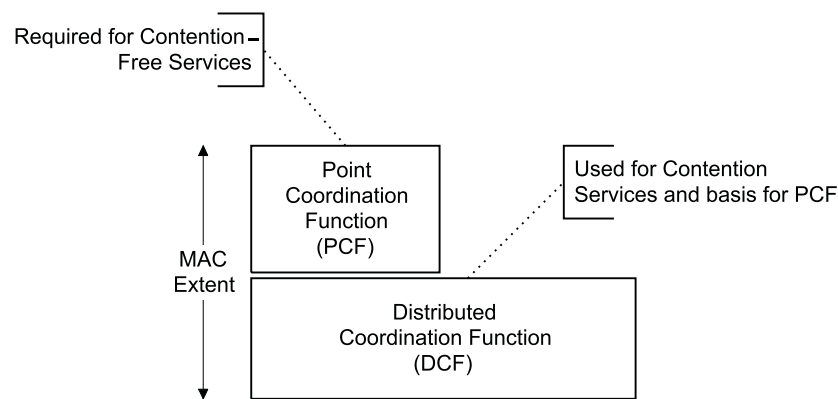 Required for Contention–
Free Services
Point
Coordination
Function
(PCF)
Used for Contention
Services and basis for PCF
MAC
Extent
Distributed
Coordination Function
(DCF)